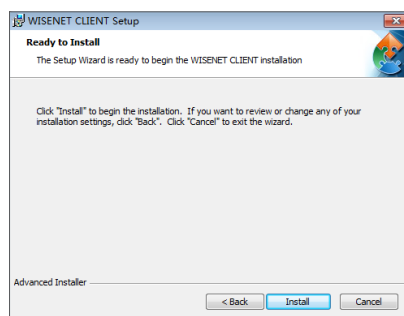 WISENET CLIENT Setup
Ready to Install
The Setup Wizard is ready to begin the WISENET CLIENT installation
Click "Install" to begin the installation. If you want to review or change any of your
installation settings, click "Back". Click "Cancel" to exit the wizard.
Advanced Installer
< Back Install Cancel